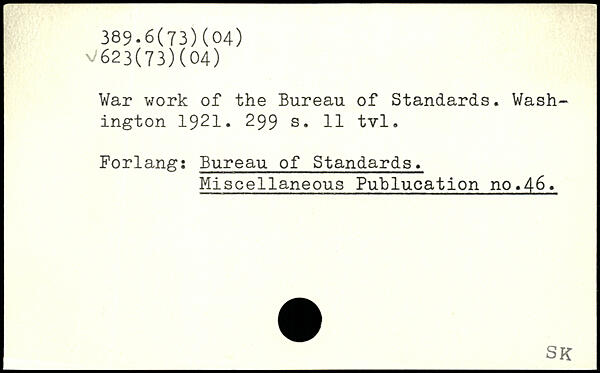 389.6(73)(04)
✓623(73)(04)
War work of the Bureau of Standards. Wash-
ington 1921. 299 s. 11 tvl.
Forlang: Bureau of Standards.
Miscellaneous Publucation no.46.
SK